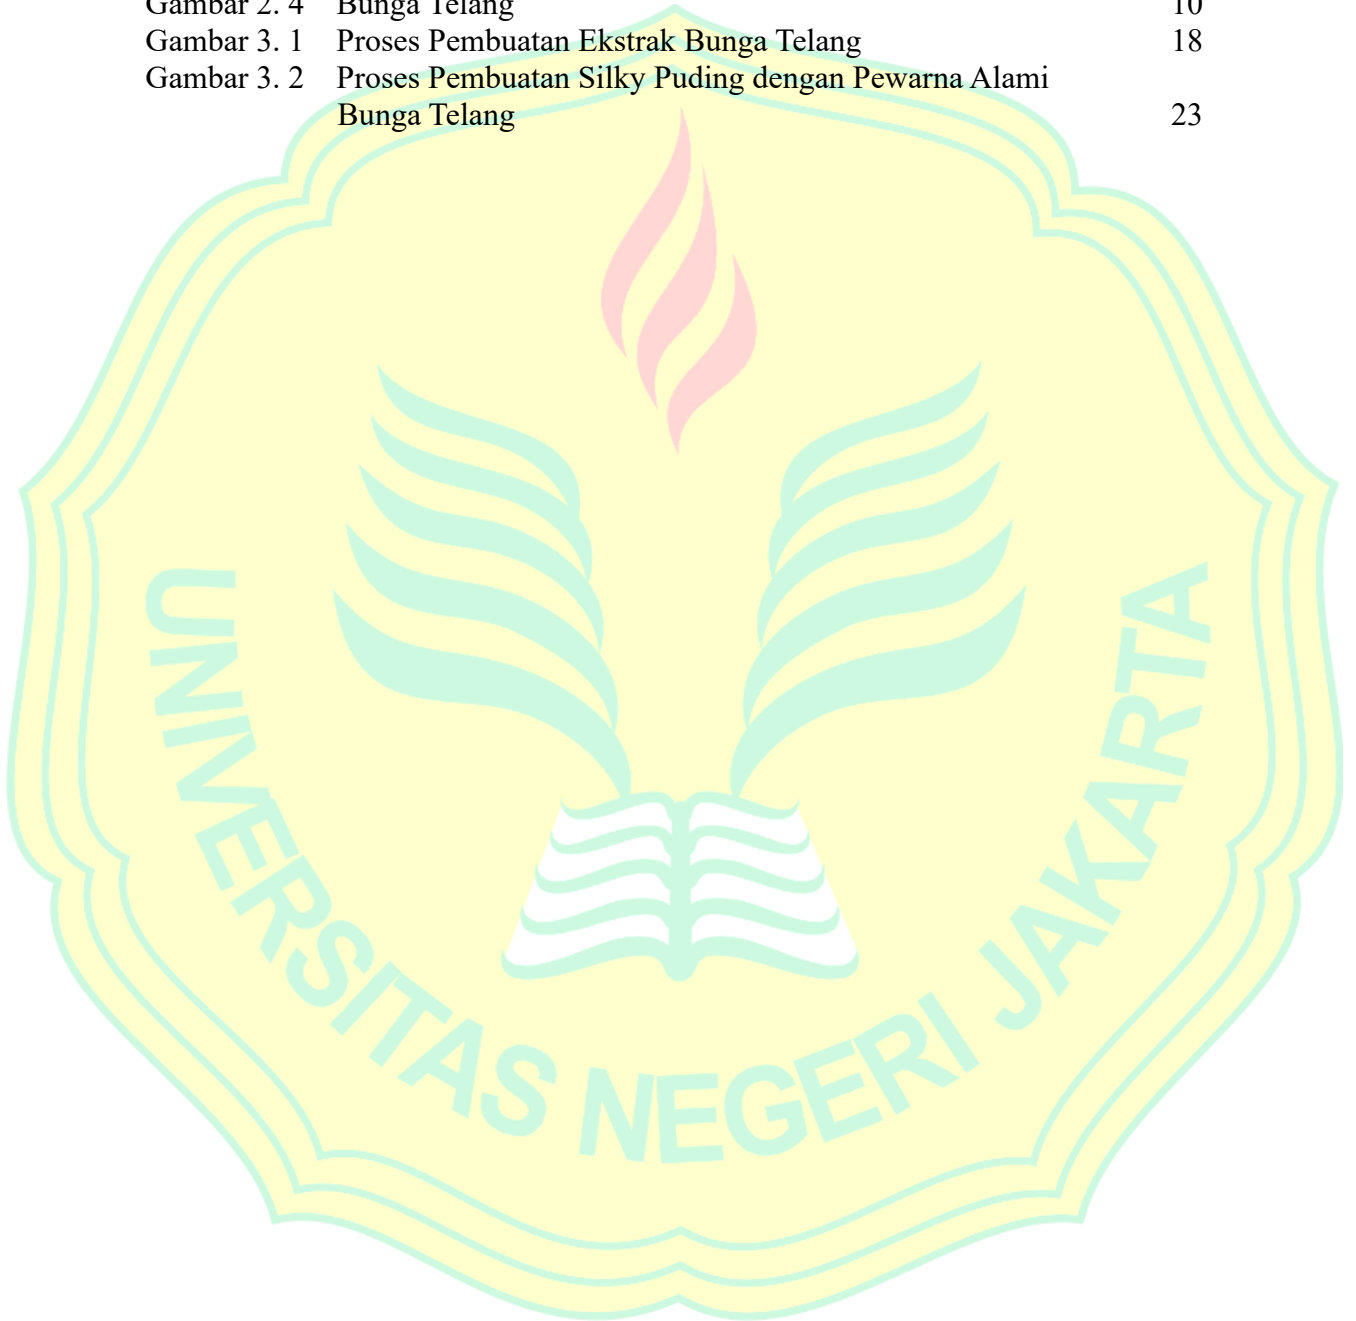 Gambar 2. 4 Bunga Telang 10
Gambar 3. 1 Proses Pembuatan Ekstrak Bunga Telang 18
Gambar 3. 2 Proses Pembuatan Silky Puding dengan Pewarna Alami
Bunga Telang 23
UNIVERSITAS NEGERI JAKARTA